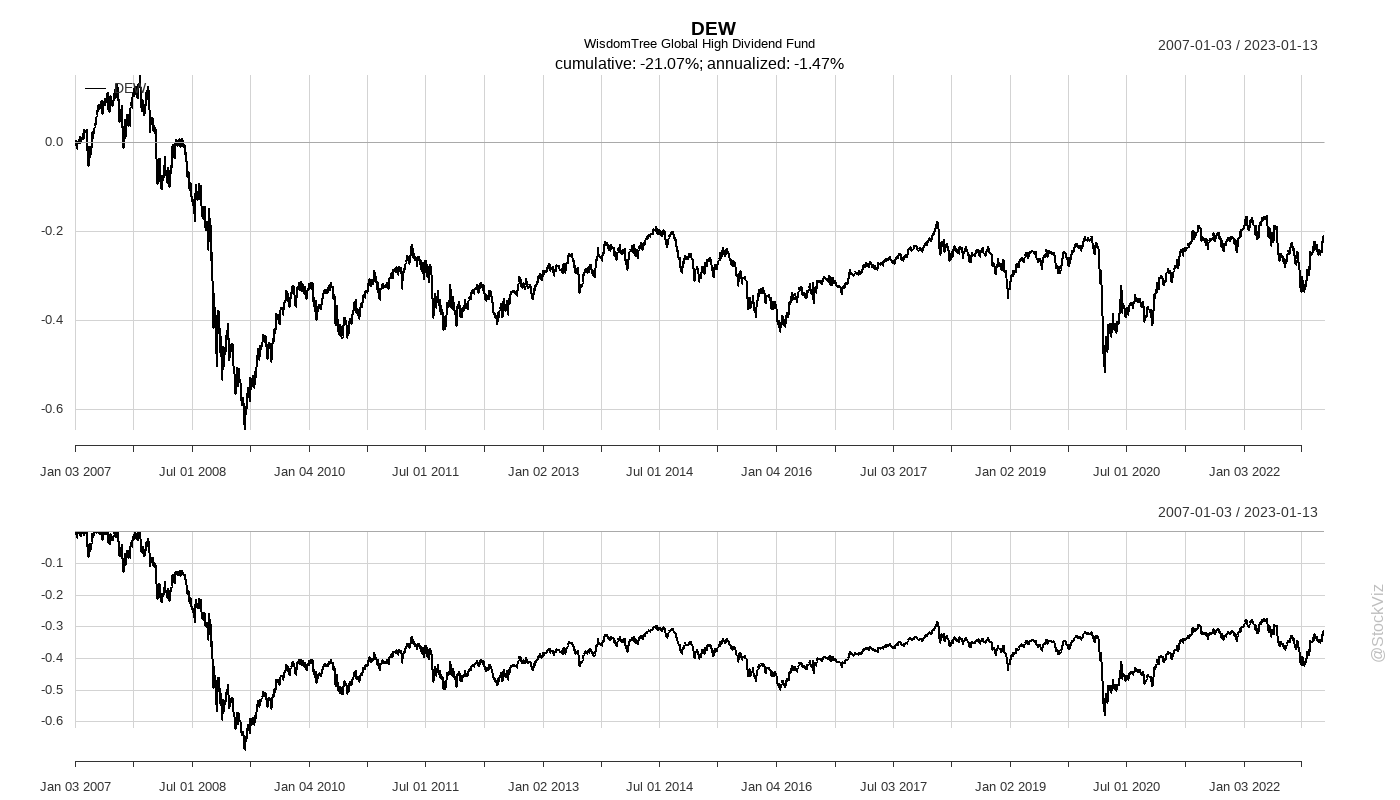 DEW
WisdomTree Global High Dividend Fund
2007-01-03 / 2023-01-13
cumulative: -21.07%; annualized: -1.47%
DEW
0.0
-0.2
-0.4
-0.6
Jan 03 2007 Jul 01 2008 Jan 04 2010 Jul 01 2011 Jan 02 2013 Jul 01 2014 Jan 04 2016 Jul 03 2017 Jan 02 2019 Jul 01 2020 Jan 03 2022
2007-01-03 / 2023-01-13
-0.1
-0.2
-0.3
-0.4
-0.5
-0.6
Jan 03 2007 Jul 01 2008 Jan 04 2010 Jul 01 2011 Jan 02 2013 Jul 01 2014 Jan 04 2016 Jul 03 2017 Jan 02 2019 Jul 01 2020 Jan 03 2022
@StockViz